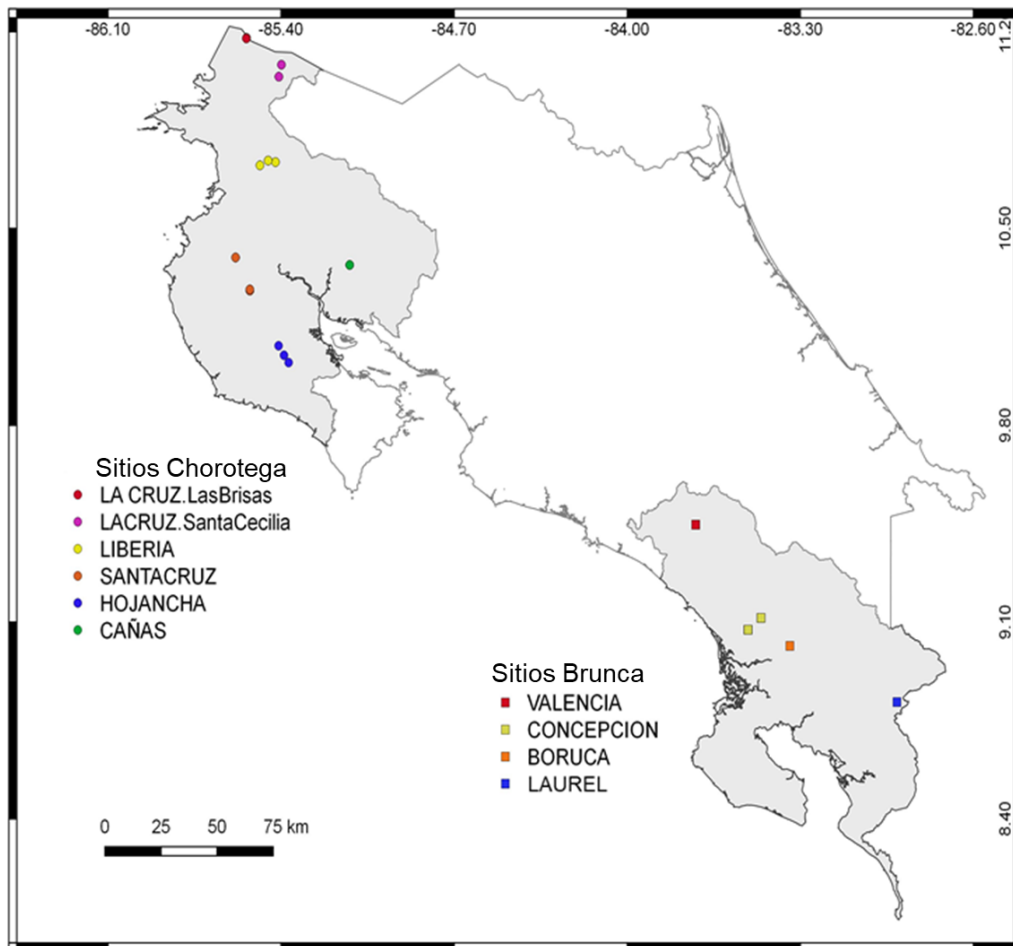 -86.10 -85.40 -84.70 -84.00 -83.30 -82.60
11.2
10.50
9.80
Sitios Chorotega
LA CRUZ.LasBrisas
LACRUZ.SantaCecilia
LIBERIA
SANTACRUZ
HOJANCHA
CAÑAS
9.10
Sitios Brunca
VALENCIA
CONCEPCION
BORUCA
LAUREL
8.40
0 25 50 75 km